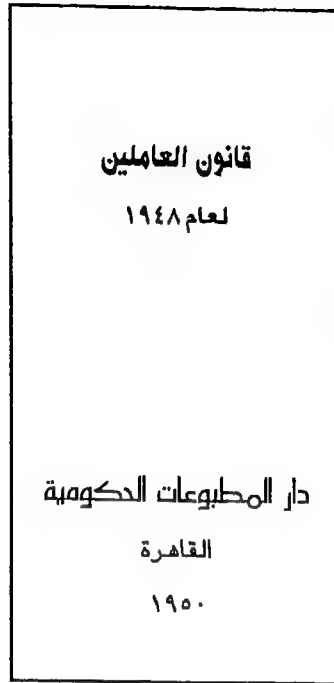 قانون العاملين
لعام ١٩٤٨
دار المطبوعات الحكومية
القاهرة
١٩٥٠